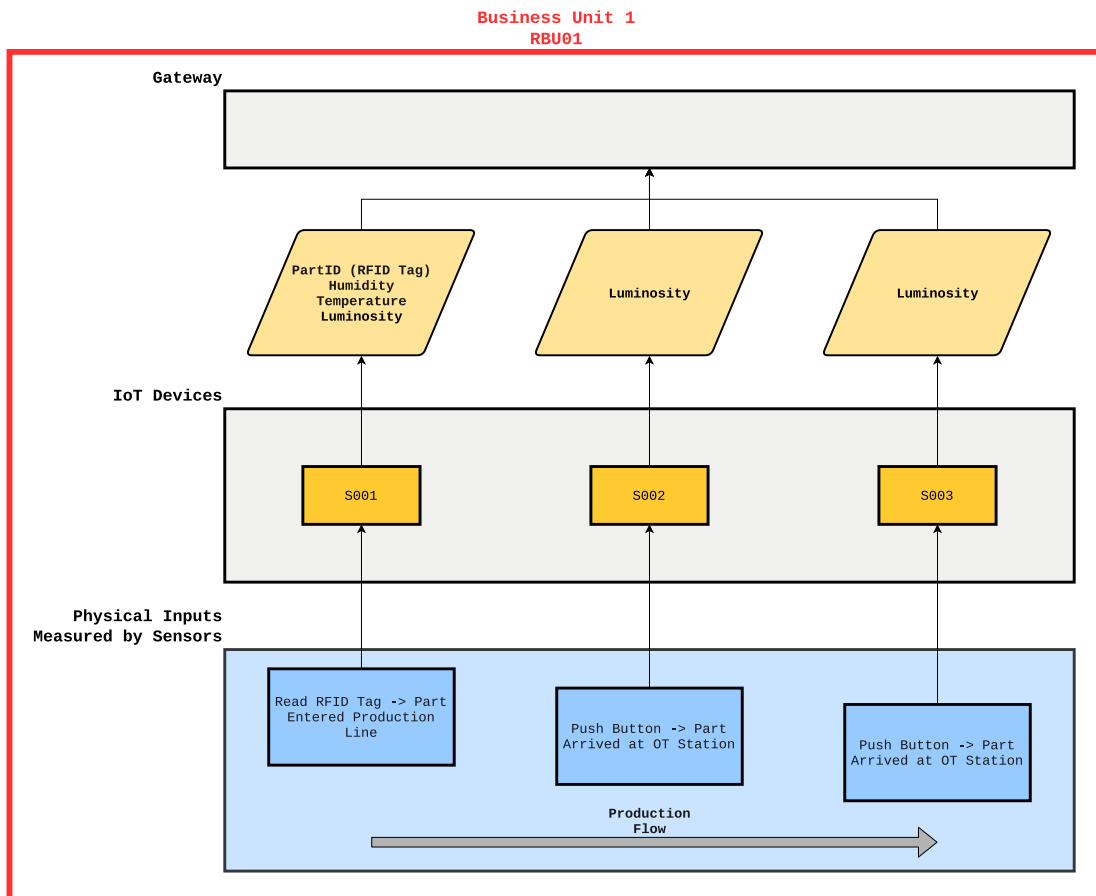 Business Unit 1
RBU01
Gateway
PartID (RFID Tag)
Humidity
Temperature
Luminosity
Luminosity
Luminosity
IoT Devices
S001
S002
S003
Physical Inputs
Measured by Sensors
Read RFID Tag -> Part
Entered Production
Line
Push Button -> Part
Arrived at OT Station
Push Button -> Part
Arrived at OT Station
Production
Flow